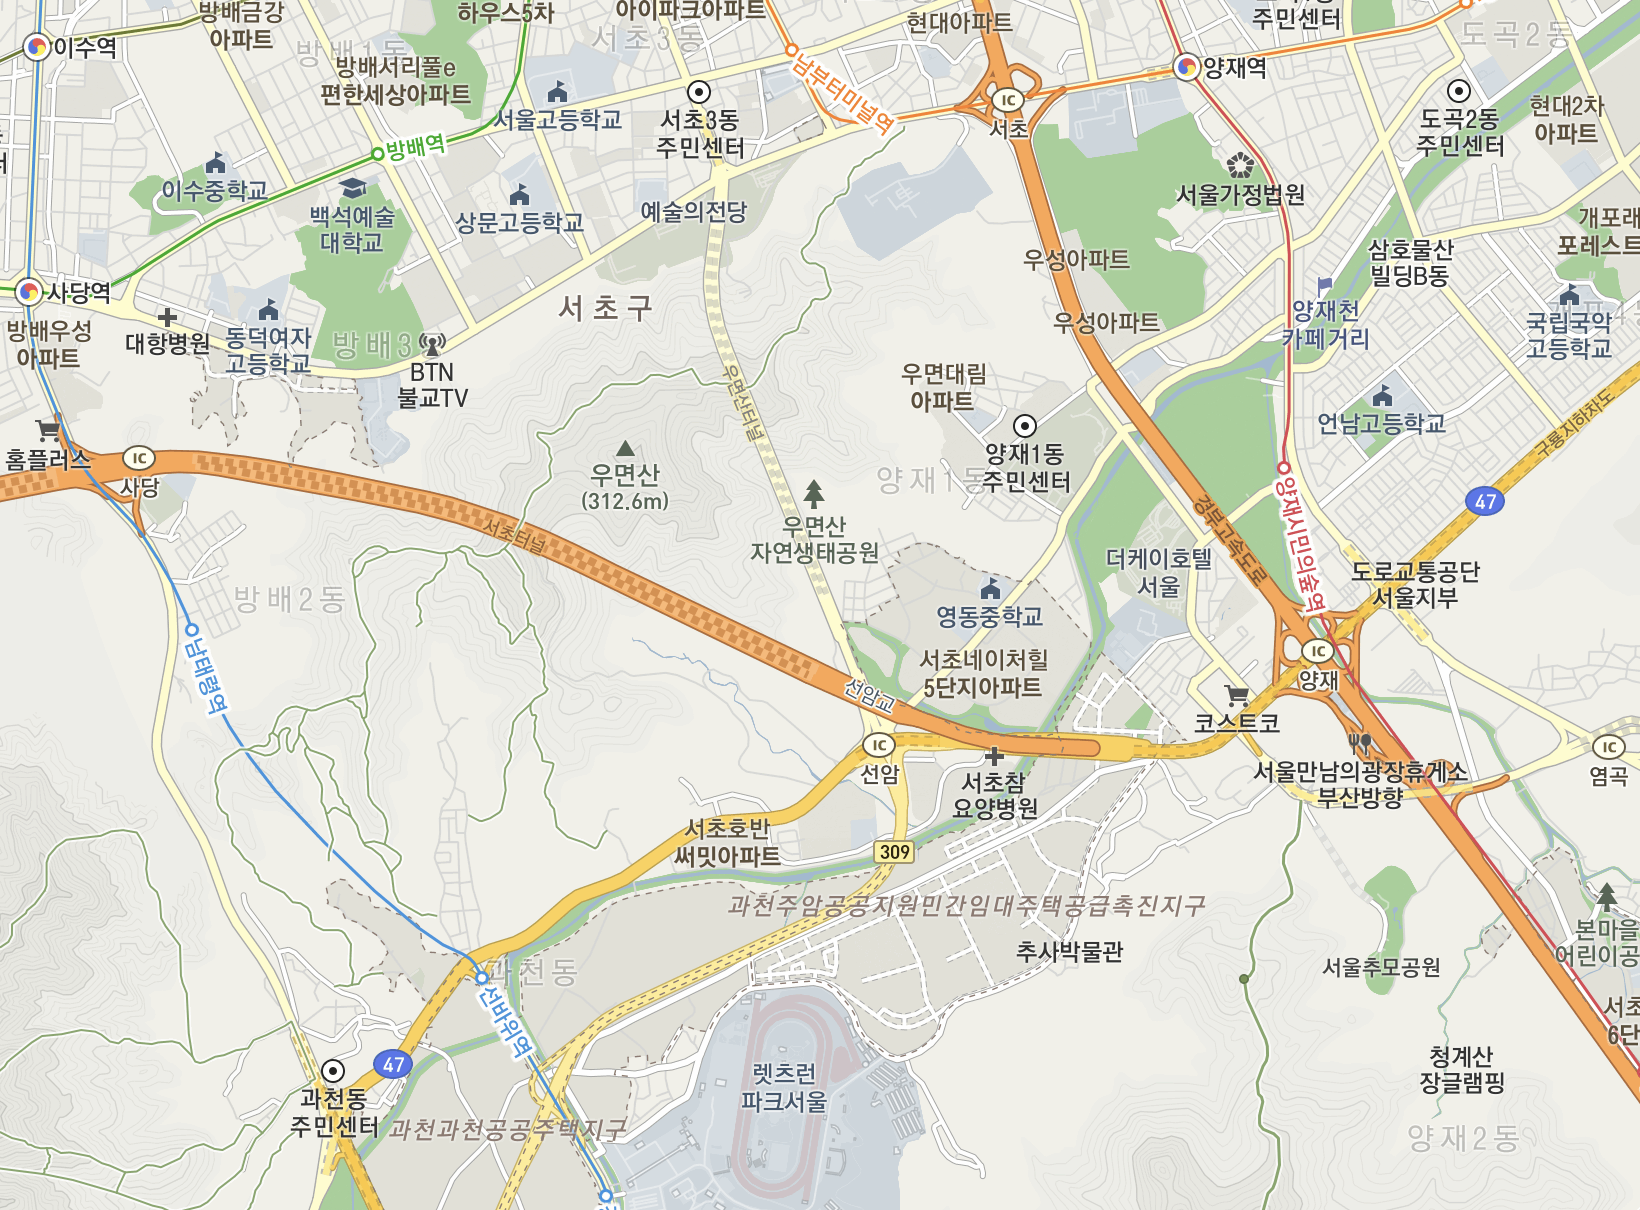 방배금강
아파트
하우스5차
아이파크아파트
현대아파트
주민센터
도곡2동
이수역
방배1동
서초3동
방배서리풀e
편한세상아파트
서울고등학교
남부터미널역
양재역
서초3동
주민센터
IC
서초
도곡2동
주민센터
현대2차
아파트
방배역
이수중학교
백석예술
대학교
상문고등학교
예술의전당
서울가정법원
개포래
포레스트
삼호물산
빌딩B동
우성아파트
사당역
서초구
방배우성
아파트
대항병원
동덕여자
고등학교
방배3
BTN
불교TV
우성아파트
양재천
카페거리
국립국악
고등학교
우면산터널
우면대림
아파트
양재1동
주민센터
양재1동
언남고등학교
구룡지하차도
홈플러스
IC
사당
우면산
(312.6m)
우면산
자연생태공원
서초터널
경부고속도로
양재시민의숲역
47
더케이호텔
서울
도로교통공단
서울지부
방배2동
영동중학교
서초네이처힐
5단지아파트
남태령역
선암교
IC
양재
코스트코
IC
선암
서초참
요양병원
서울만남의광장휴게소
부산방향
IC
염곡
서초호반
써밋아파트
309
과천주암공공지원민간임대주택공급촉진지구
추사박물관
서울추모공원
본마을
어린이공
과천동
선바위역
서초
6단
47
과천동
주민센터
과천과천공공주택지구
렛츠런
파크서울
청계산
장글램핑
양재2동